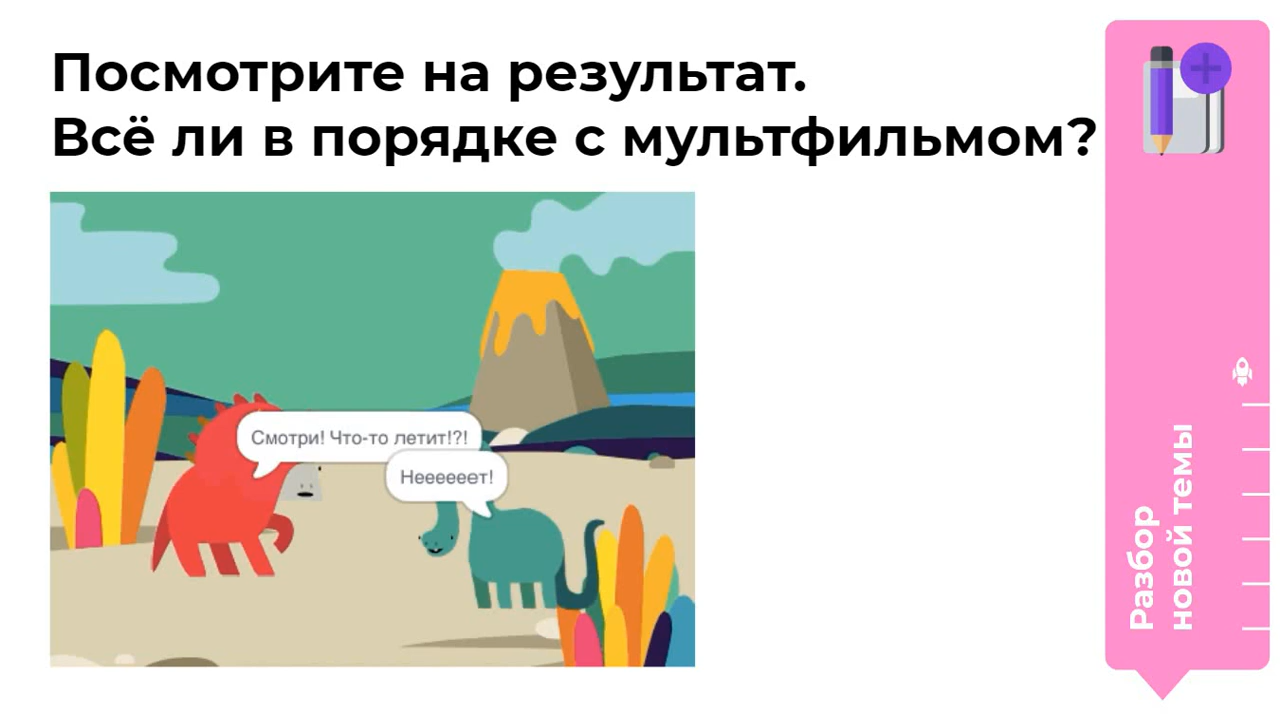 Посмотрите на результат.
Всё ли в порядке с мультфильмом?
Смотри! Что-то летит!?!
Неееееет!
Разбор
новой темы